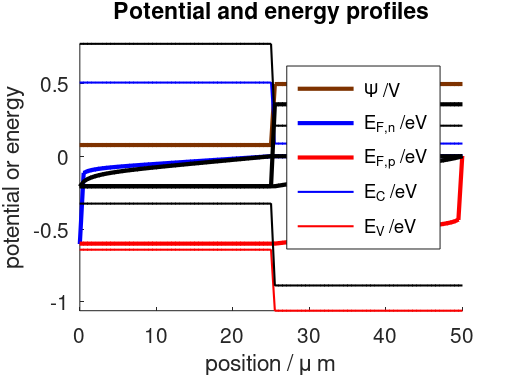 Potential and energy profiles
potential or energy
0.5
0
-0.5
-1
Ψ /V
E_F,n /eV
E_F,p /eV
E_C /eV
E_V /eV
0 10 20 30 40 50
position / μ m